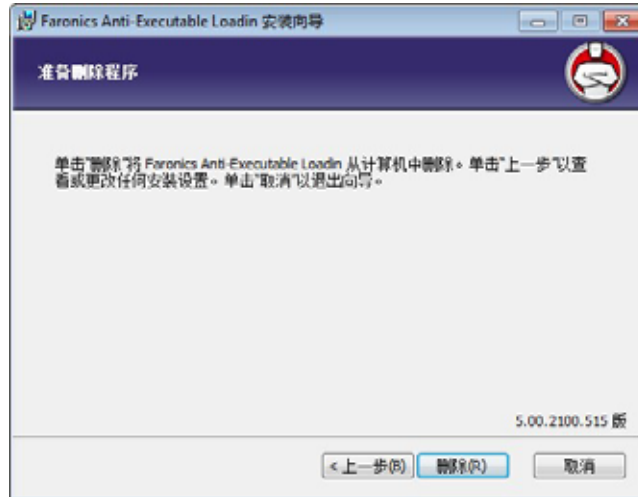 Faronics Anti-Executable Loadin 安装向导
准备删除程序
单击"删除"将 Faronics Anti-Executable Loadin 从计算机中删除。单击"上一步"以查
看或更改任何安装设置。单击"取消"以退出向导。
5.00.2100.515 版
<上一步(B) 删除(R) 取消